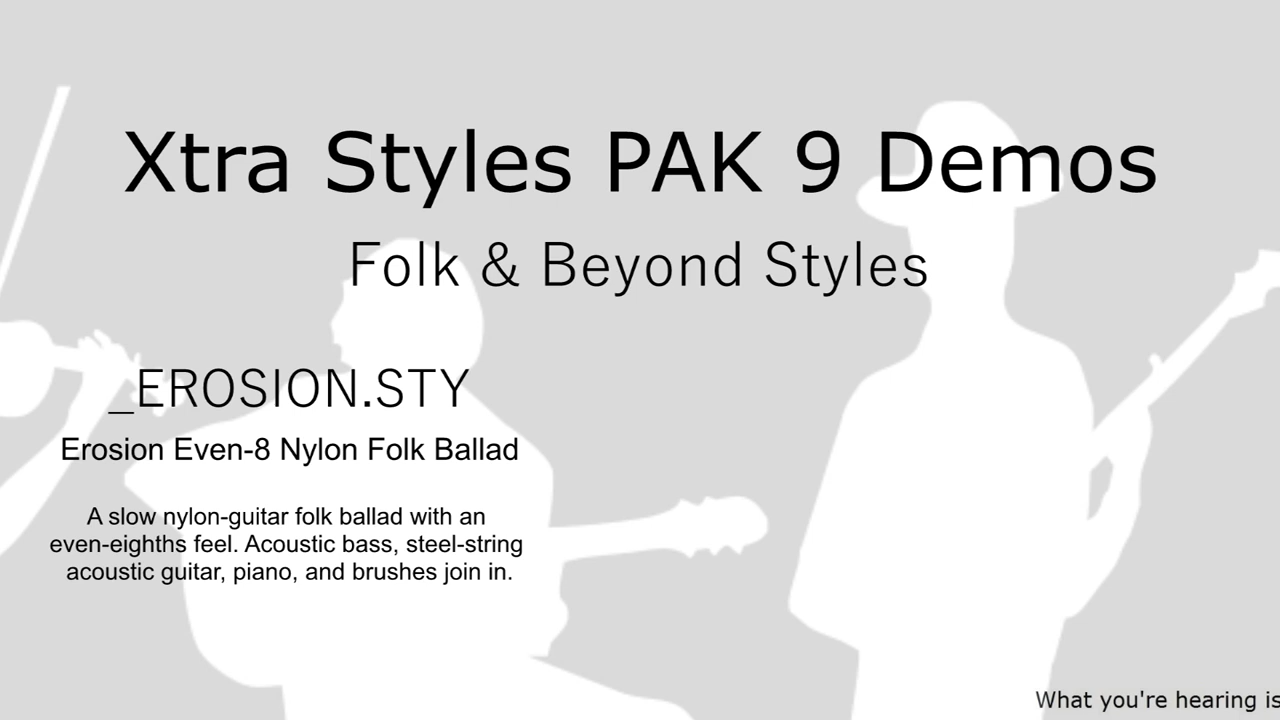 Xtra Styles PAK 9 Demos
Folk & Beyond Styles
_EROSION.STY
Erosion Even-8 Nylon Folk Ballad
A slow nylon-guitar folk ballad with an
even-eighths feel. Acoustic bass, steel-string
acoustic guitar, piano, and brushes join in.
What you're hearing is